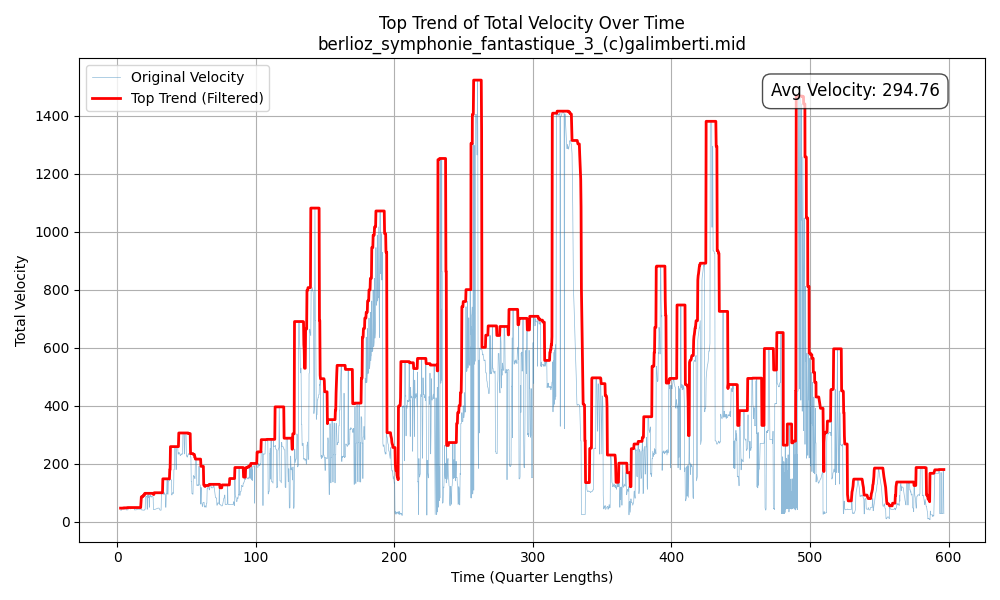 Top Trend of Total Velocity Over Time
berlioz_symphonie_fantastique_3_(c)galimberti.mid
Original Velocity
Top Trend (Filtered)
Avg Velocity: 294.76
Total Velocity
1400
1200
1000
800
600
400
200
0
0 100 200 300 400 500 600
Time (Quarter Lengths)